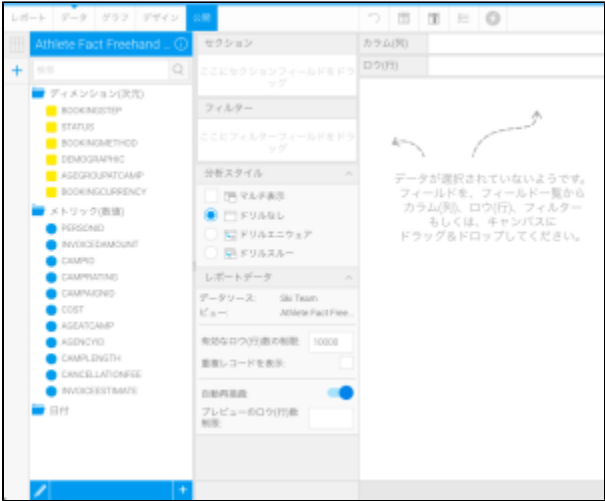 レポート データ グラフ デザイン 公開
Athlete Fact Freehand ...
検索
ディメンション(次元)
BOOKINGSTEP
STATUS
BOOKINGMETHOD
DEMOGRAPHIC
AGEGROUPATCAMP
BOOKINGCURRENCY
メトリック(数値)
PERSONID
INVOICEDAMOUNT
CAMPID
CAMPRATING
CAMPAIGNID
COST
AGEATCAMP
AGENCYID
CAMPLENGTH
CANCELLATIONFEE
INVOICEESTIMATE
日付
セクション
ここにセクションフィールドをドラ
ッグ
フィルター
ここにフィルターフィールドをドラ
ッグ
分析スタイル
マルチ表示
ドリルなし
ドリルエニウェア
ドリルスルー
レポートデータ
データソース: Ski Team
ビュー: Athlete Fact Free...
有効なロウ(行)数の制限: 10000
重複レコードを表示:
自動再描画
プレビューのロウ(行)数
制限:
カラム(列)
ロウ(行)
データが選択されていないようです。
フィールドを、フィールド一覧から
カラム(列)、ロウ(行)、フィルター
もしくは、キャンバスに
ドラッグ&ドロップしてください。